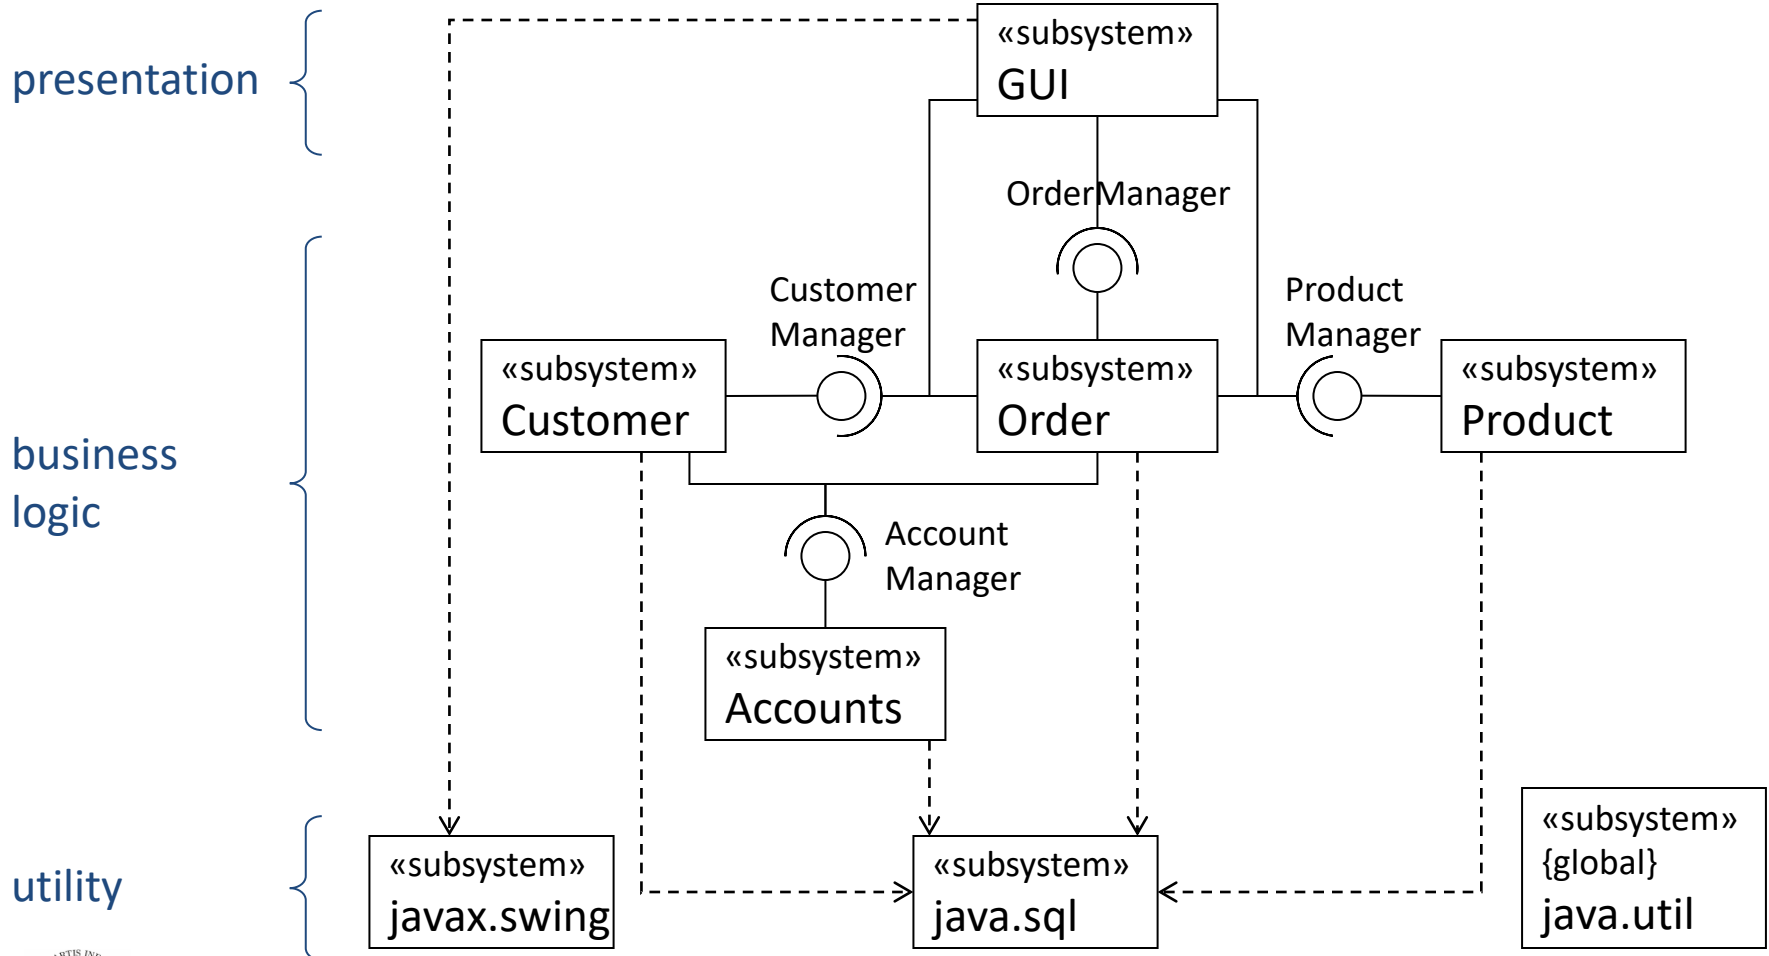 presentation
«subsystem»
GUI
OrderManager
Customer
Manager
Product
Manager
«subsystem»
Customer
«subsystem»
Order
«subsystem»
Product
business
logic
Account
Manager
«subsystem»
Accounts
utility
«subsystem»
javax.swing
«subsystem»
java.sql
«subsystem»
{global}
java.util